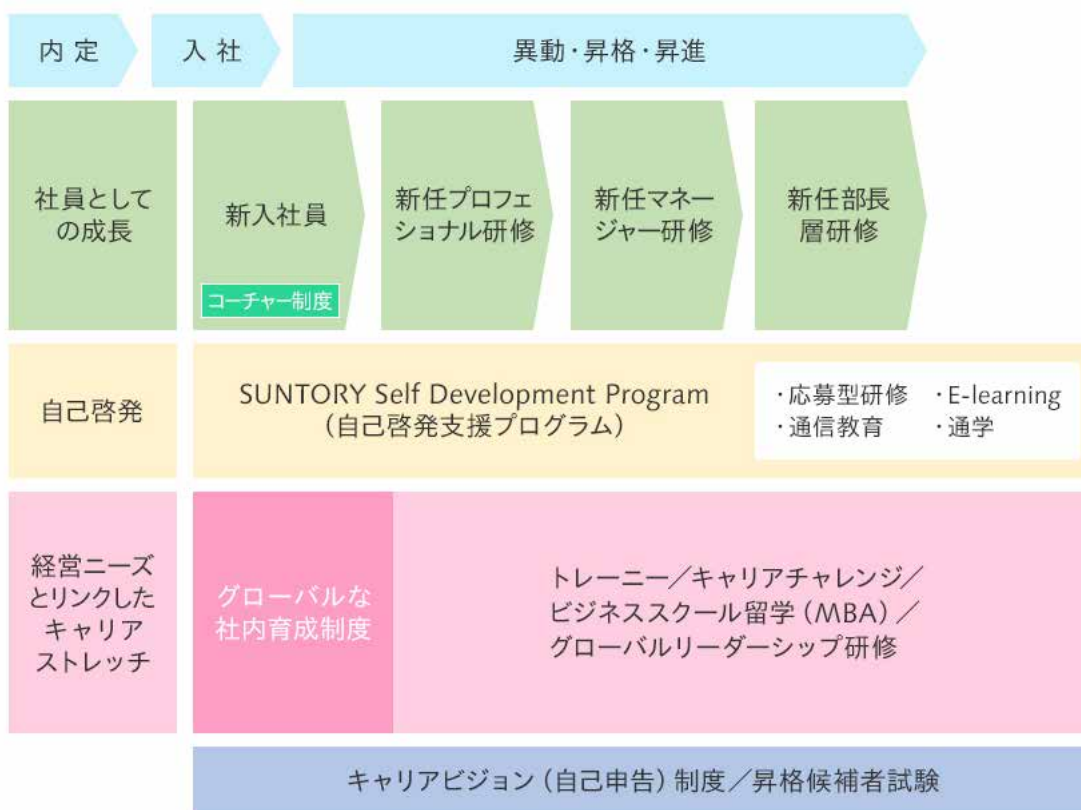 内定
入社
異動・昇格・昇進
社員として
の成長
新入社員
コーチャー制度
新任プロフェ
ショナル研修
新任マネー
ジャー研修
新任部長
層研修
自己啓発
SUNTORY Self Development Program
(自己啓発支援プログラム)
・応募型研修 ・E-learning
・通信教育 ・通学
経営ニーズ
とリンクした
キャリア
ストレッチ
グローバルな
社内育成制度
トレーニー/キャリアチャレンジ/
ビジネススクール留学(MBA)/
グローバルリーダーシップ研修
キャリアビジョン(自己申告)制度/昇格候補者試験